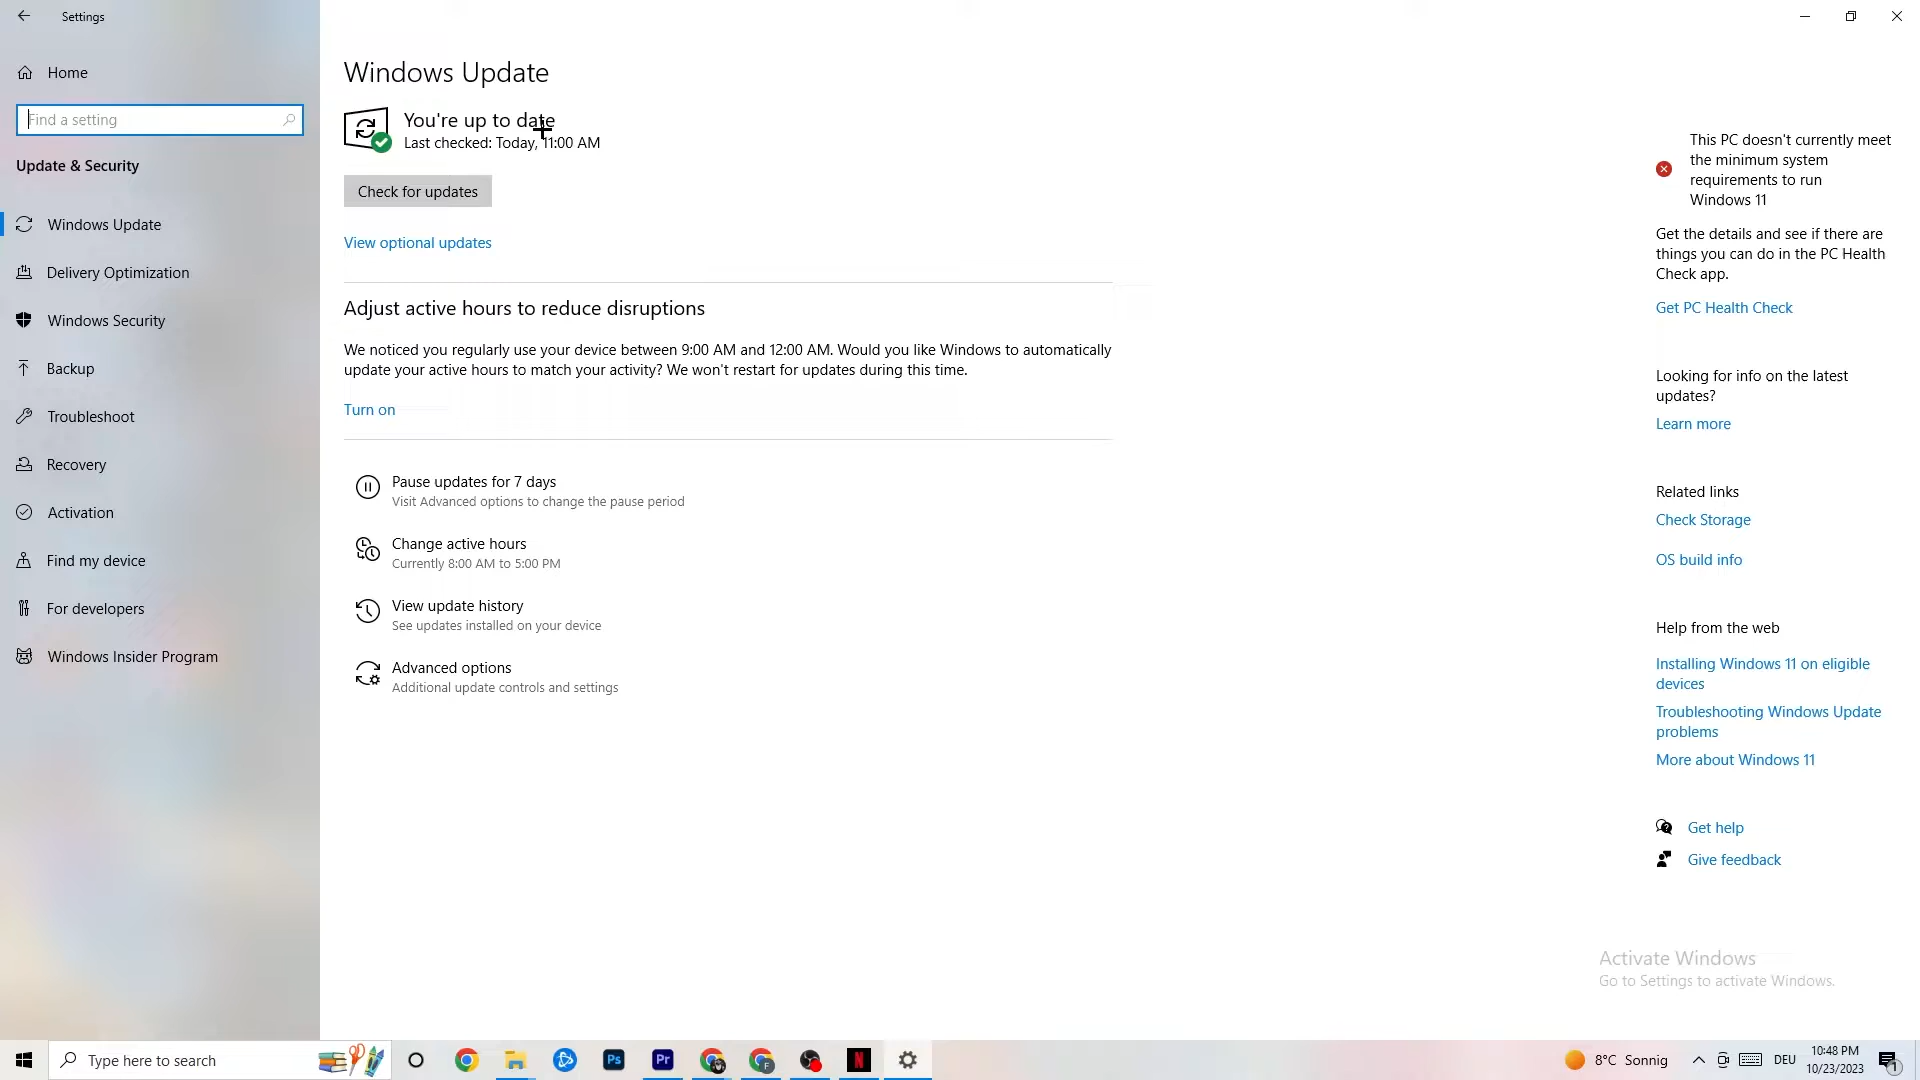 Settings
Home
Find a setting
Update & Security
Windows Update
Delivery Optimization
Windows Security
Backup
Troubleshoot
Recovery
Activation
Find my device
For developers
Windows Insider Program
Windows Update
You're up to date
Last checked: Today, 11:00 AM
Check for updates
View optional updates
Adjust active hours to reduce disruptions
We noticed you regularly use your device between 9:00 AM and 12:00 AM. Would you like Windows to automatically
update your active hours to match your activity? We won't restart for updates during this time.
Turn on
Pause updates for 7 days
Visit Advanced options to change the pause period
Change active hours
Currently 8:00 AM to 5:00 PM
View update history
See updates installed on your device
Advanced options
Additional update controls and settings
This PC doesn't currently meet
the minimum system
requirements to run
Windows 11
Get the details and see if there are
things you can do in the PC Health
Check app.
Get PC Health Check
Looking for info on the latest
updates?
Learn more
Related links
Check Storage
OS build info
Help from the web
Installing Windows 11 on eligible
devices
Troubleshooting Windows Update
problems
More about Windows 11
Get help
Give feedback
Activate Windows
Go to Settings to activate Windows.
Type here to search
Ps
Pr
F
N
8°C Sonnig
DEU
10:48 PM
10/23/2023
1